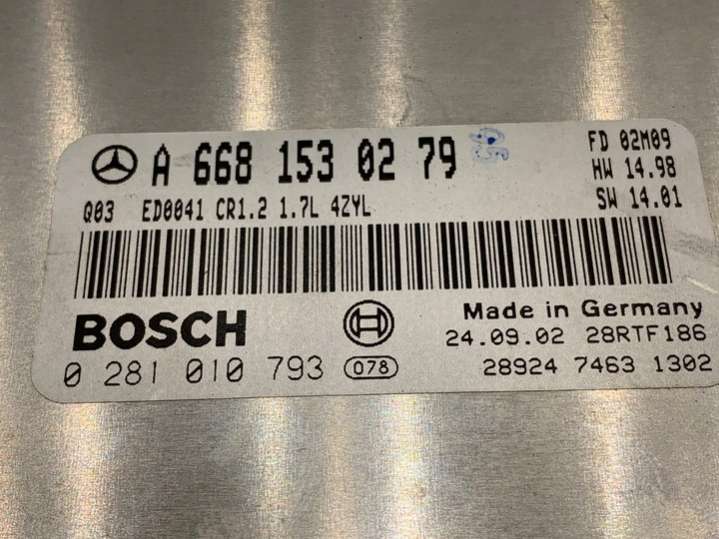 A 668 153 02 79
FD 02M09
HW 14.98
SW 14.01
Q03 ED0041 CR1.2 1.7L 4ZYL
BOSCH
Made in Germany
24.09.02 28RTF186
0 281 010 793 078
28924 7463 1302